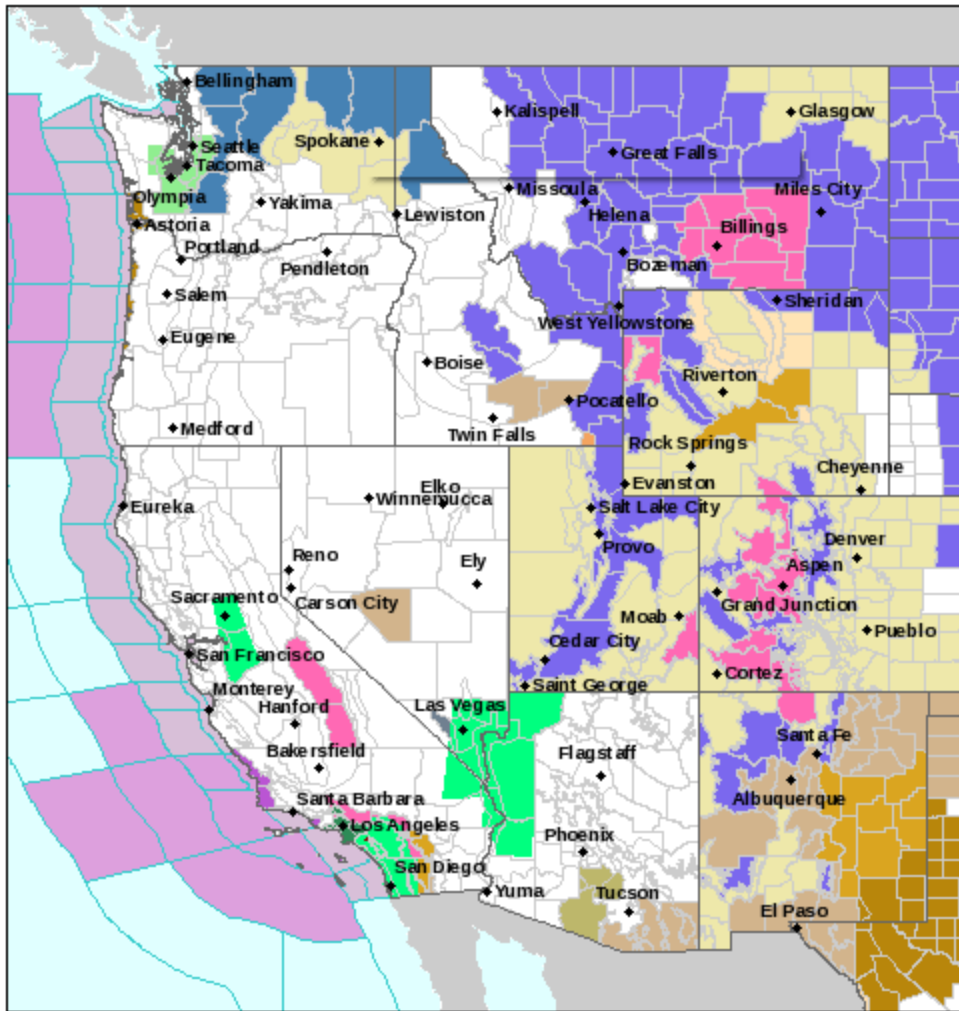 Bellingham
Kalispell
Glasgow
Seattle
Spokane
Great Falls
Tacoma
Missoula
Miles City
Olympia
Yakima
Lewiston
Helena
Astoria
Billings
Portland
Pendleton
Bozeman
Salem
Sheridan
West Yellowstone
Eugene
Boise
Riverton
Pocatello
Medford
Twin Falls
Rock Springs
Cheyenne
Elko
Evanston
Winnemucca
Eureka
Salt Lake City
Denver
Provo
Reno
Ely
Aspen
Sacramento
Carson City
Grand Junction
Moab
Pueblo
Cedar City
San Francisco
Cortez
Saint George
Monterey
Hanford
Las Vegas
Santa Fe
Bakersfield
Flagstaff
Santa Barbara
Albuquerque
Los Angeles
Phoenix
San Diego
Yuma
Tucson
El Paso